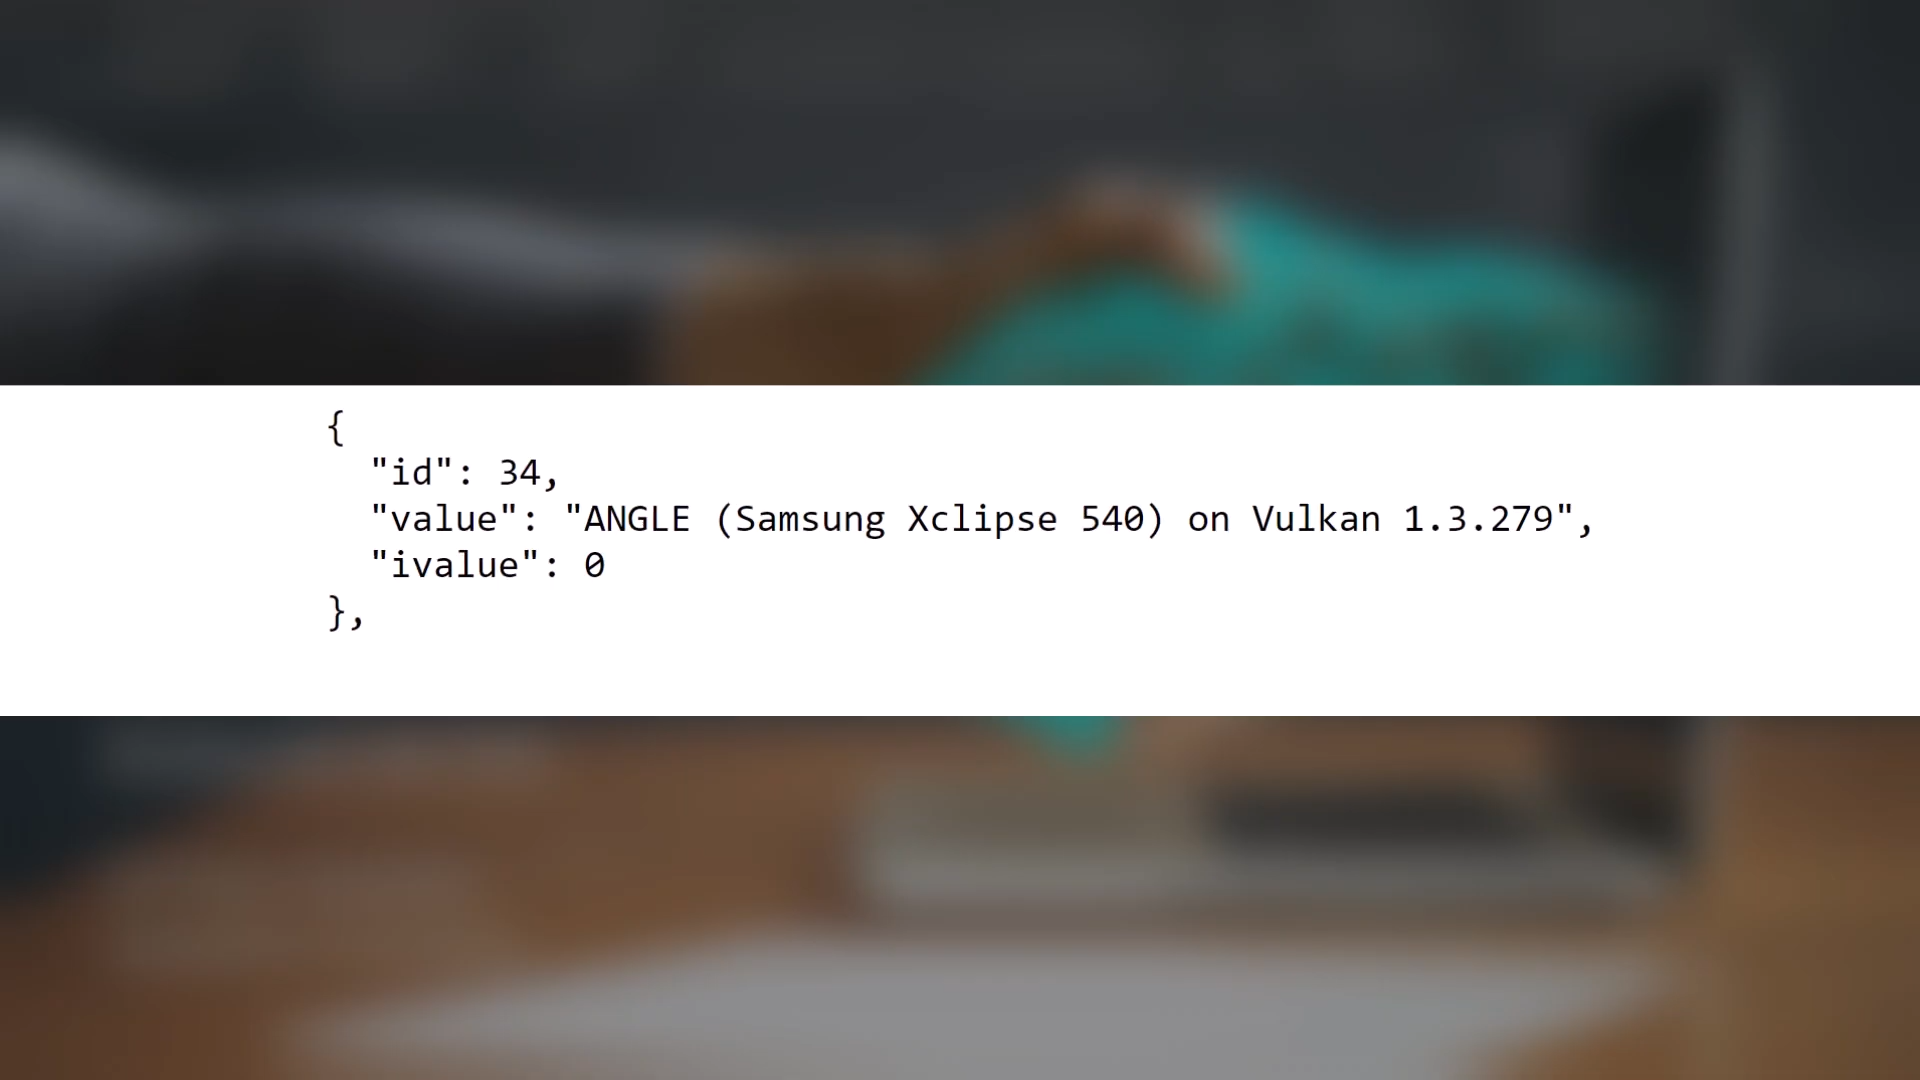 {
  "id": 34,
  "value": "ANGLE (Samsung Xclipse 540) on Vulkan 1.3.279",
  "ivalue": 0
},